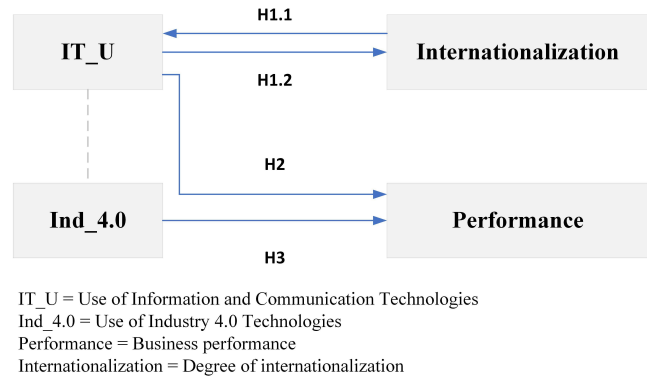 H1.1
IT_U
Internationalization
H1.2
H2
Ind_4.0
Performance
H3
IT_U = Use of Information and Communication Technologies
Ind_4.0 = Use of Industry 4.0 Technologies
Performance = Business performance
Internationalization = Degree of internationalization